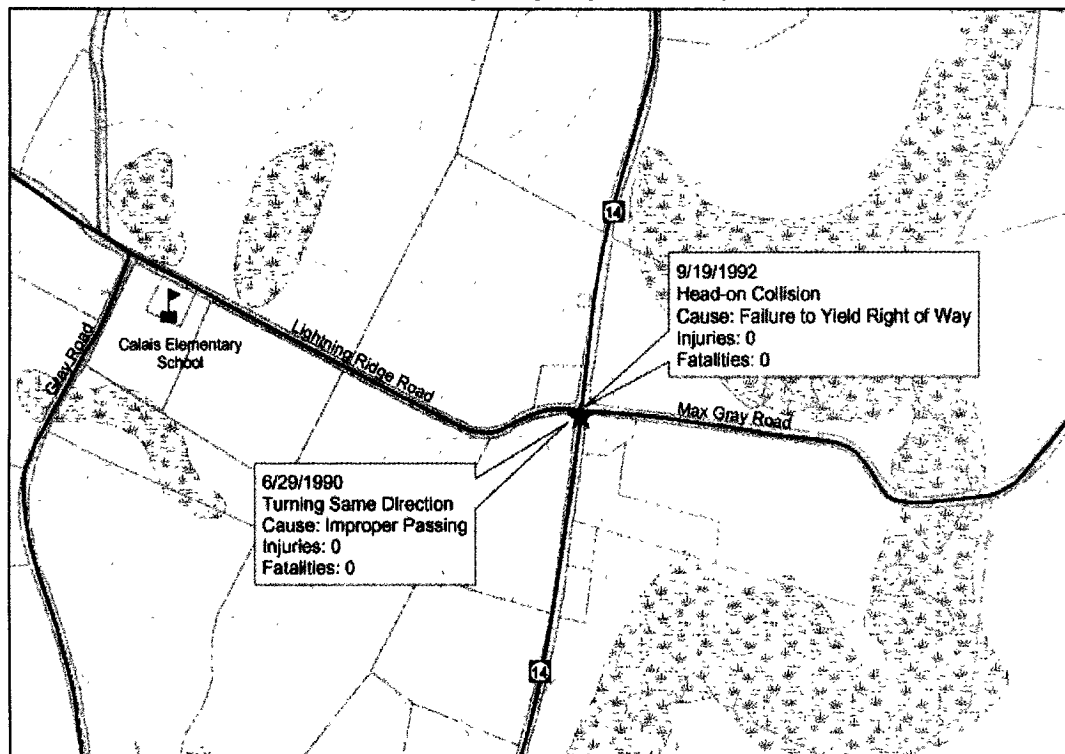 14
9/19/1992
Head-on Collision
Cause: Failure to Yield Right of Way
Injuries: 0
Fatalities: 0
Lightning Ridge Road
Calais Elementary
School
Gray Road
Max Gray Road
6/29/1990
Turning Same Direction
Cause: Improper Passing
Injuries: 0
Fatalities: 0
14